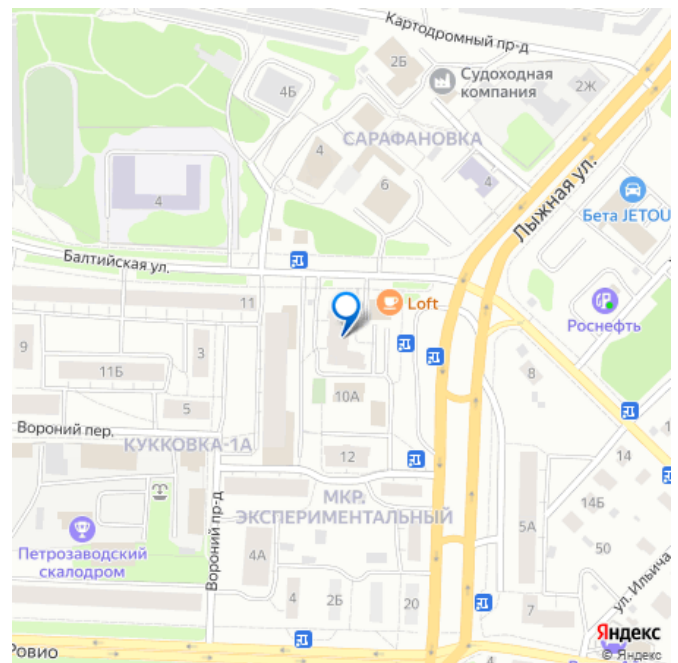 Картодромный пр-д
2Б
Судоходная
компания
2Ж
4Б
САРАФАНОВКА
4
6
4
4
Лыжная ул.
Бета JETOU
Балтийская ул.
11
Loft
Роснефть
9
3
11Б
8
10А
5
Вороний пер.
КУККОВКА-1А
12
14
МКР.
ЭКСПЕРИМЕНТАЛЬНЫЙ
14Б
5А
Петрозаводский
скалодром
Вороний пр-д
4А
50
4
2Б
20
7
ул. Ильича
Ровио
Яндекс
© Яндекс